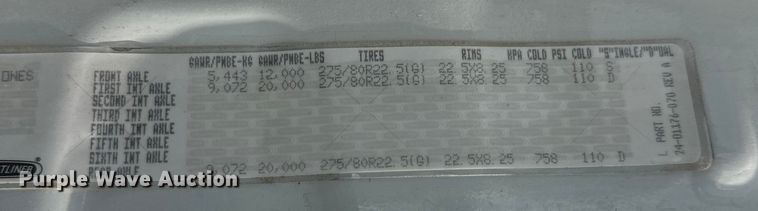 GAWR/PNBE-KG GAWR/PNBE-LBS TIRES RIMS KPA COLD PSI COLD "S"INGLE/"D"UAL
ONES
FRONT AXLE 5,443 12,000 275/80R22.5(G) 22.5X8.25 758 110 S
FIRST INT AXLE 9,072 20,000 275/80R22.5(G) 22.5X8.25 758 110 D
SECOND INT AXLE
THIRD INT AXLE
FOURTH INT AXLE
FIFTH INT AXLE
SIXTH INT AXLE
AXLE 9,072 20,000 275/80R22.5(G) 22.5X8.25 758 110 D
L PART NO.
24-01176-070 REV A
TLINER
Purple Wave Auction